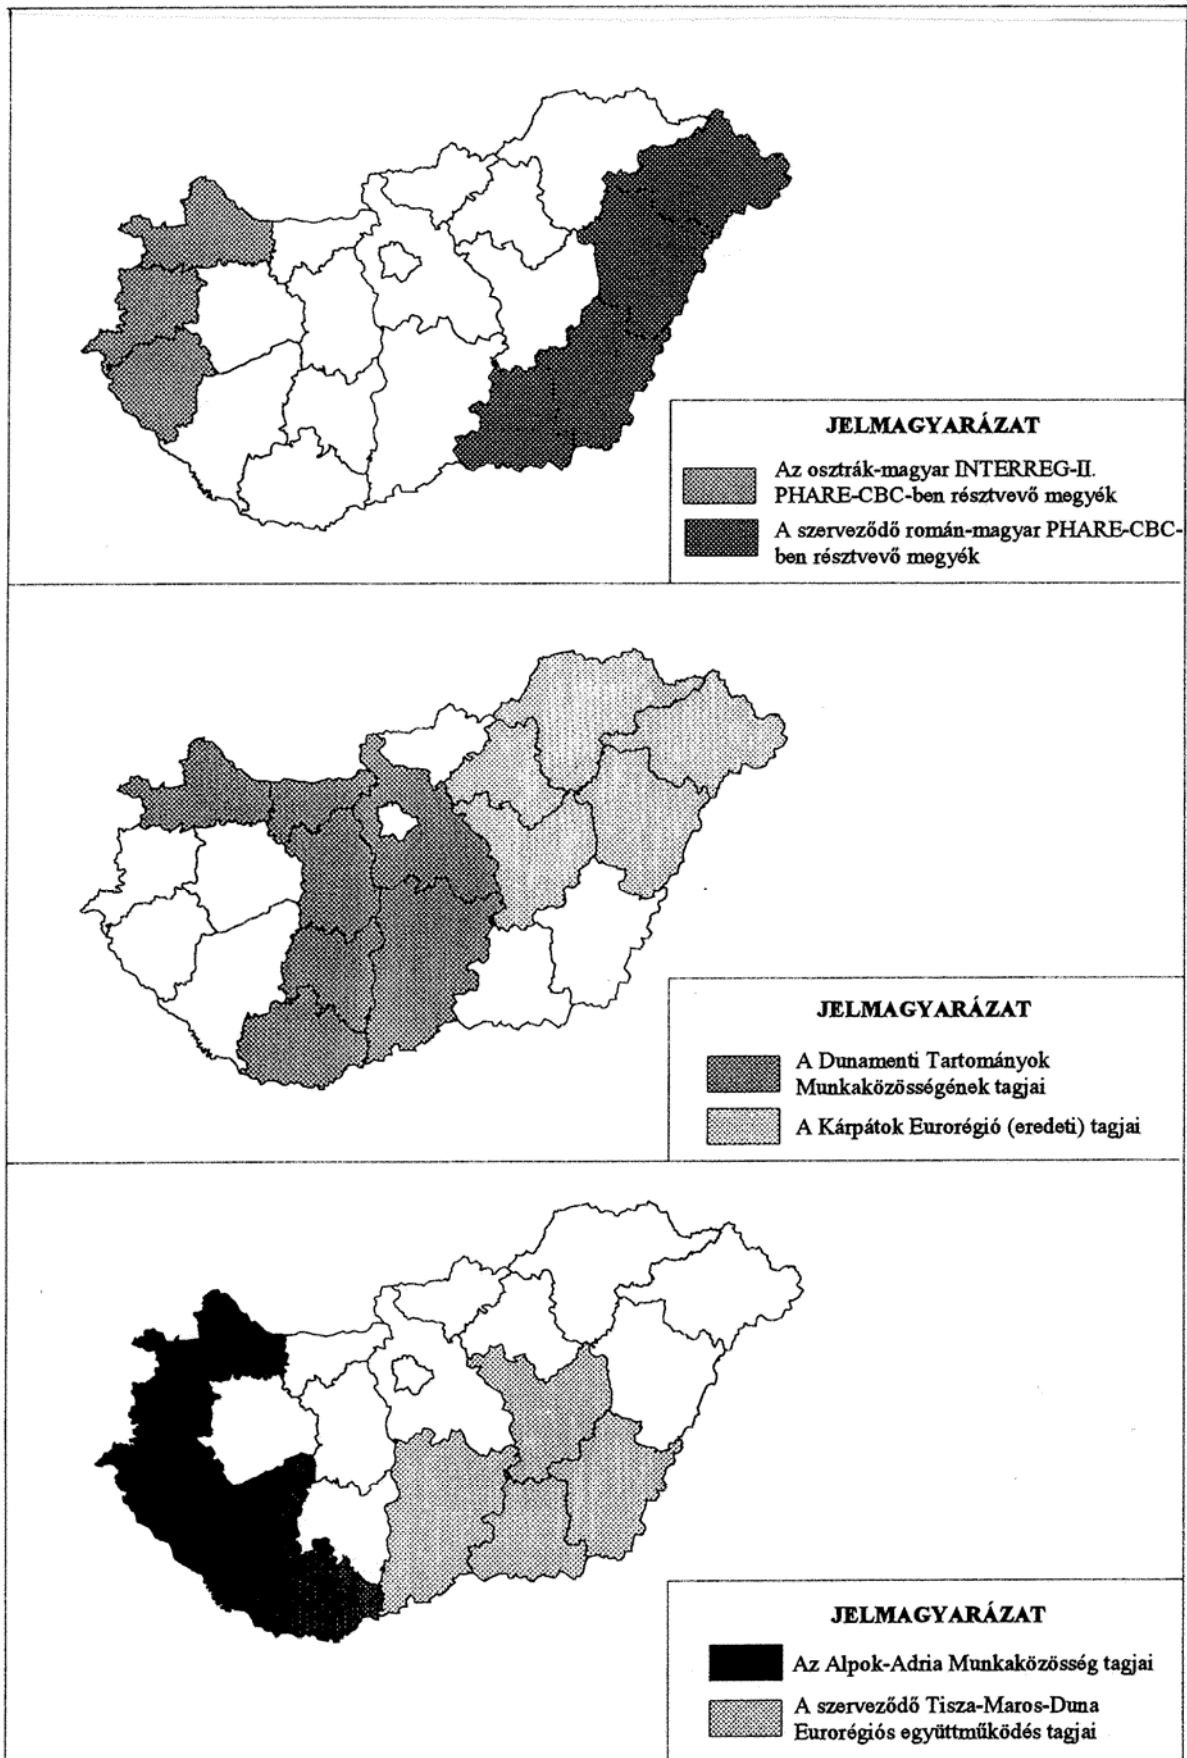 JELMAGYARÁZAT
Az osztrák-magyar INTERREG-II.
PHARE-CBC-ben résztvevő megyék
A szerveződő román-magyar PHARE-CBC-
ben résztvevő megyék
JELMAGYARÁZAT
A Dunamenti Tartományok
Munkaközösségének tagjai
A Kárpátok Eurorégió (eredeti) tagjai
JELMAGYARÁZAT
Az Alpok-Adria Munkaközösség tagjai
A szerveződő Tisza-Maros-Duna
Eurorégiós együttműködés tagjai